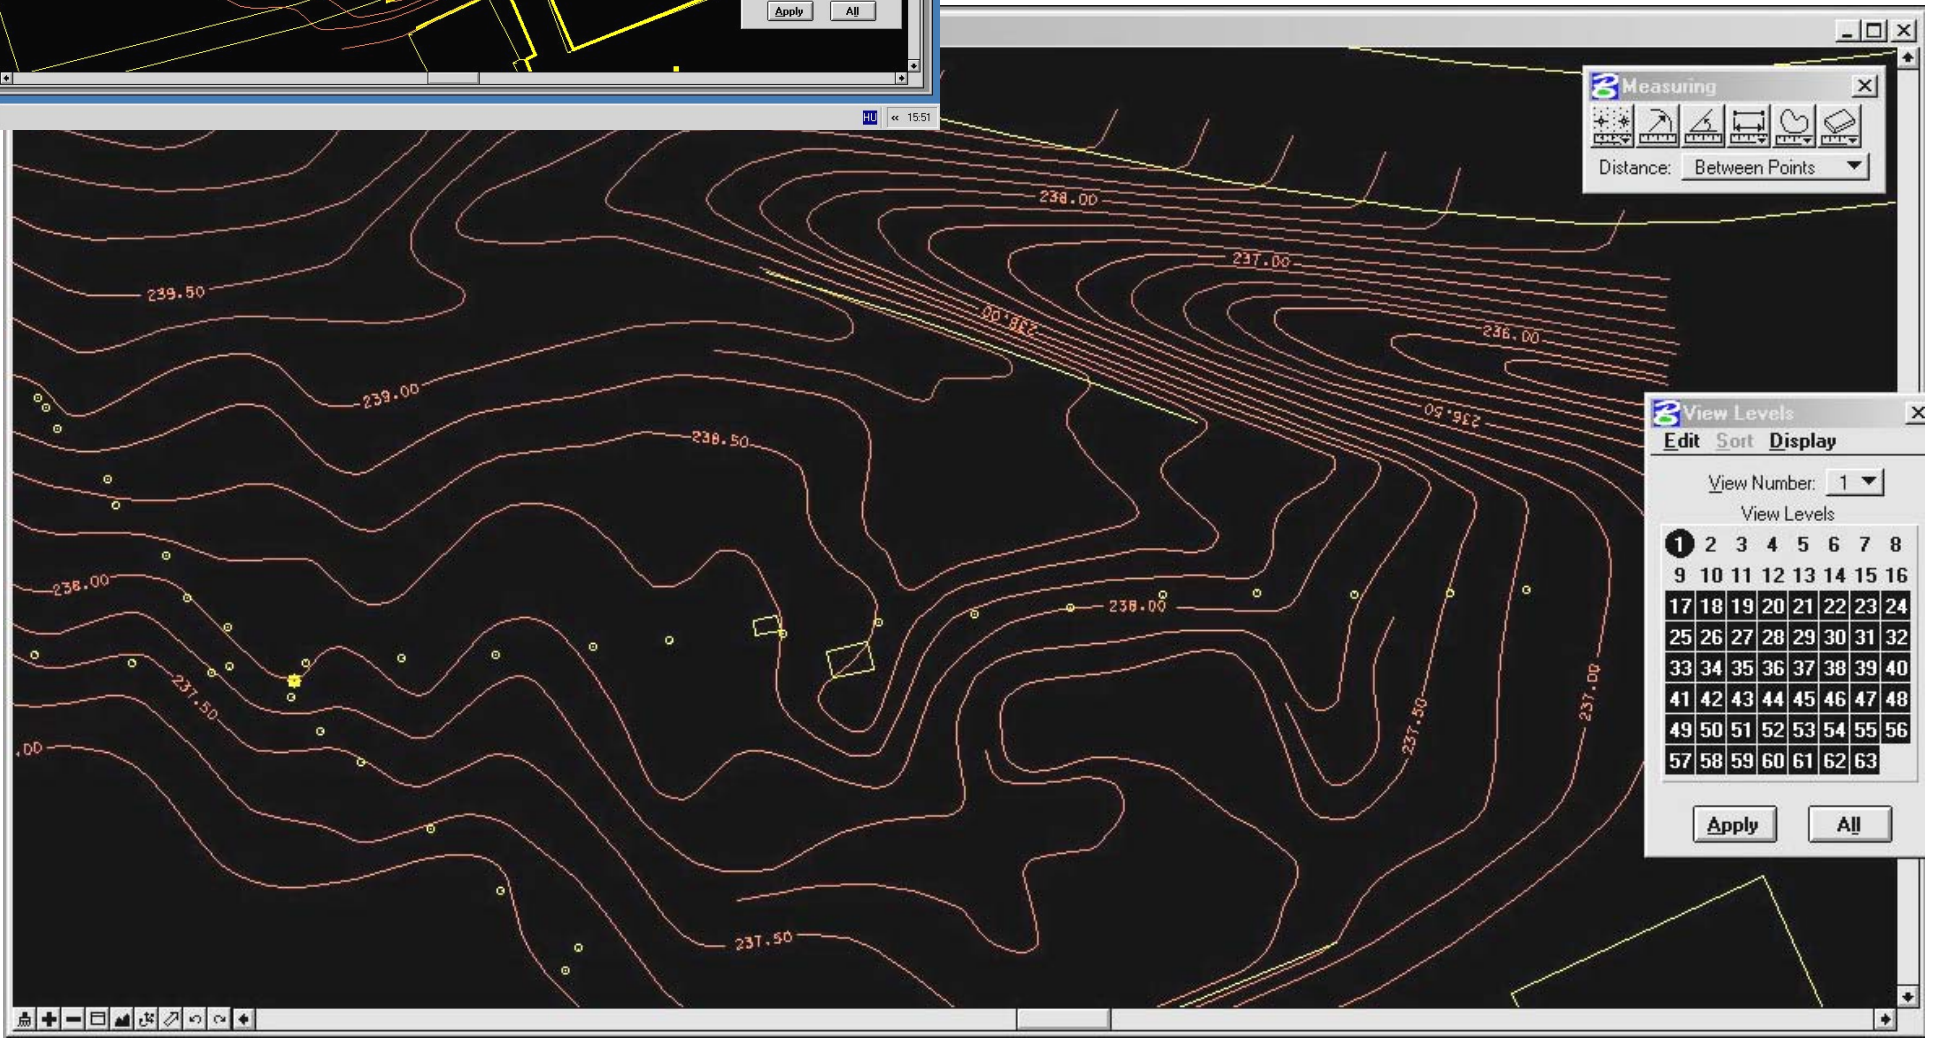 Apply All
HU « 15:51
Measuring
Distance: Between Points
238.00
237.00
239.50
238.00
236.00
239.00
236.50
238.50
View Levels
Edit Sort Display
View Number: 1
View Levels
1 2 3 4 5 6 7 8
9 10 11 12 13 14 15 16
17 18 19 20 21 22 23 24
25 26 27 28 29 30 31 32
33 34 35 36 37 38 39 40
41 42 43 44 45 46 47 48
49 50 51 52 53 54 55 56
57 58 59 60 61 62 63
Apply All
238.00
238.00
237.50
237.00
237.50
.00
237.50